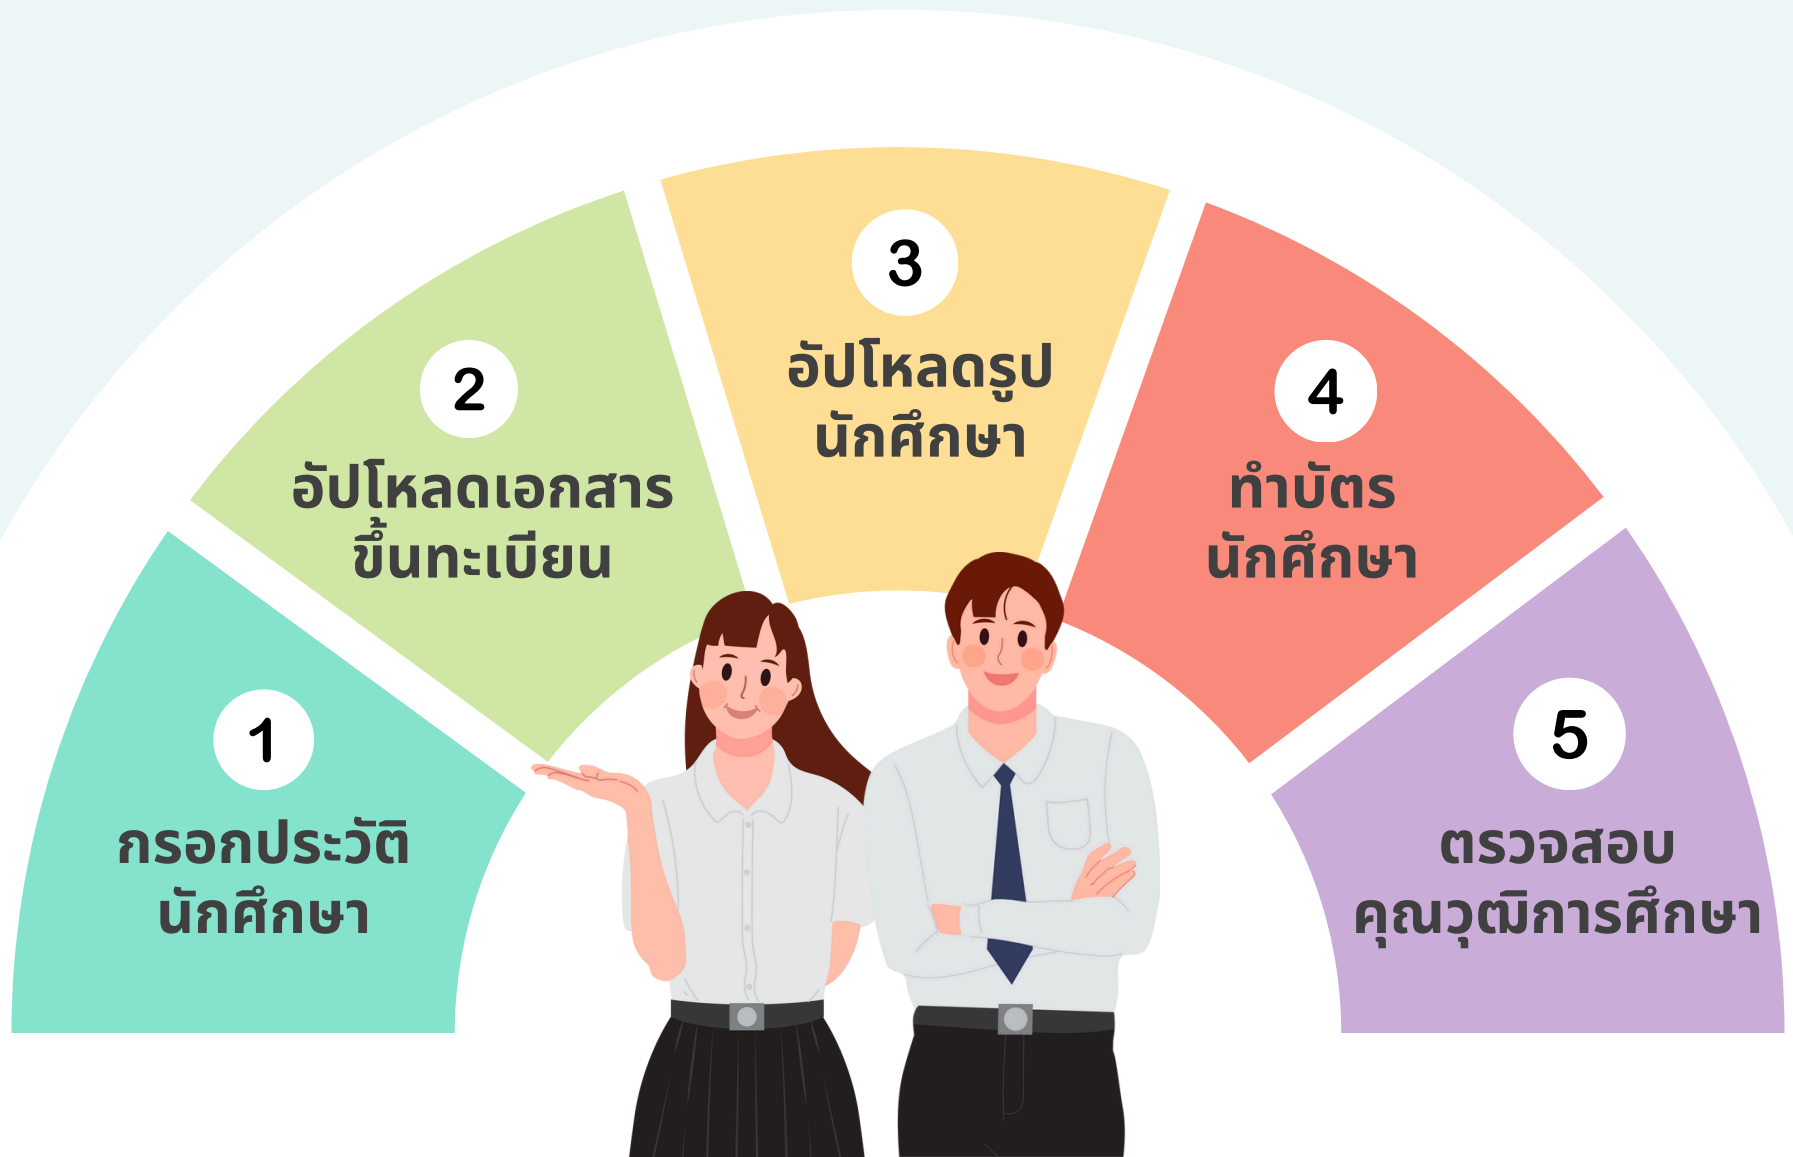 1
กรอกประวัติ
นักศึกษา
2
อัปโหลดเอกสาร
ขึ้นทะเบียน
3
อัปโหลดรูป
นักศึกษา
4
ทำบัตร
นักศึกษา
5
ตรวจสอบ
คุณวุฒิการศึกษา